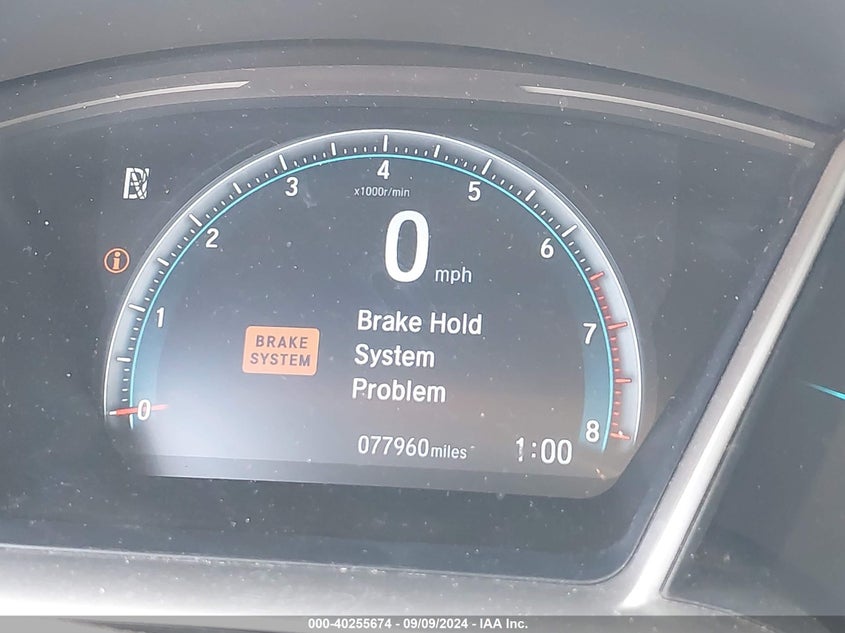 4
3
5
x1000r/min
2
6
0
mph
1
7
Brake Hold
BRAKE
SYSTEM
System
Problem
0
8
077960miles
1:00
000-40255674 - 09/09/2024 - IAA Inc.